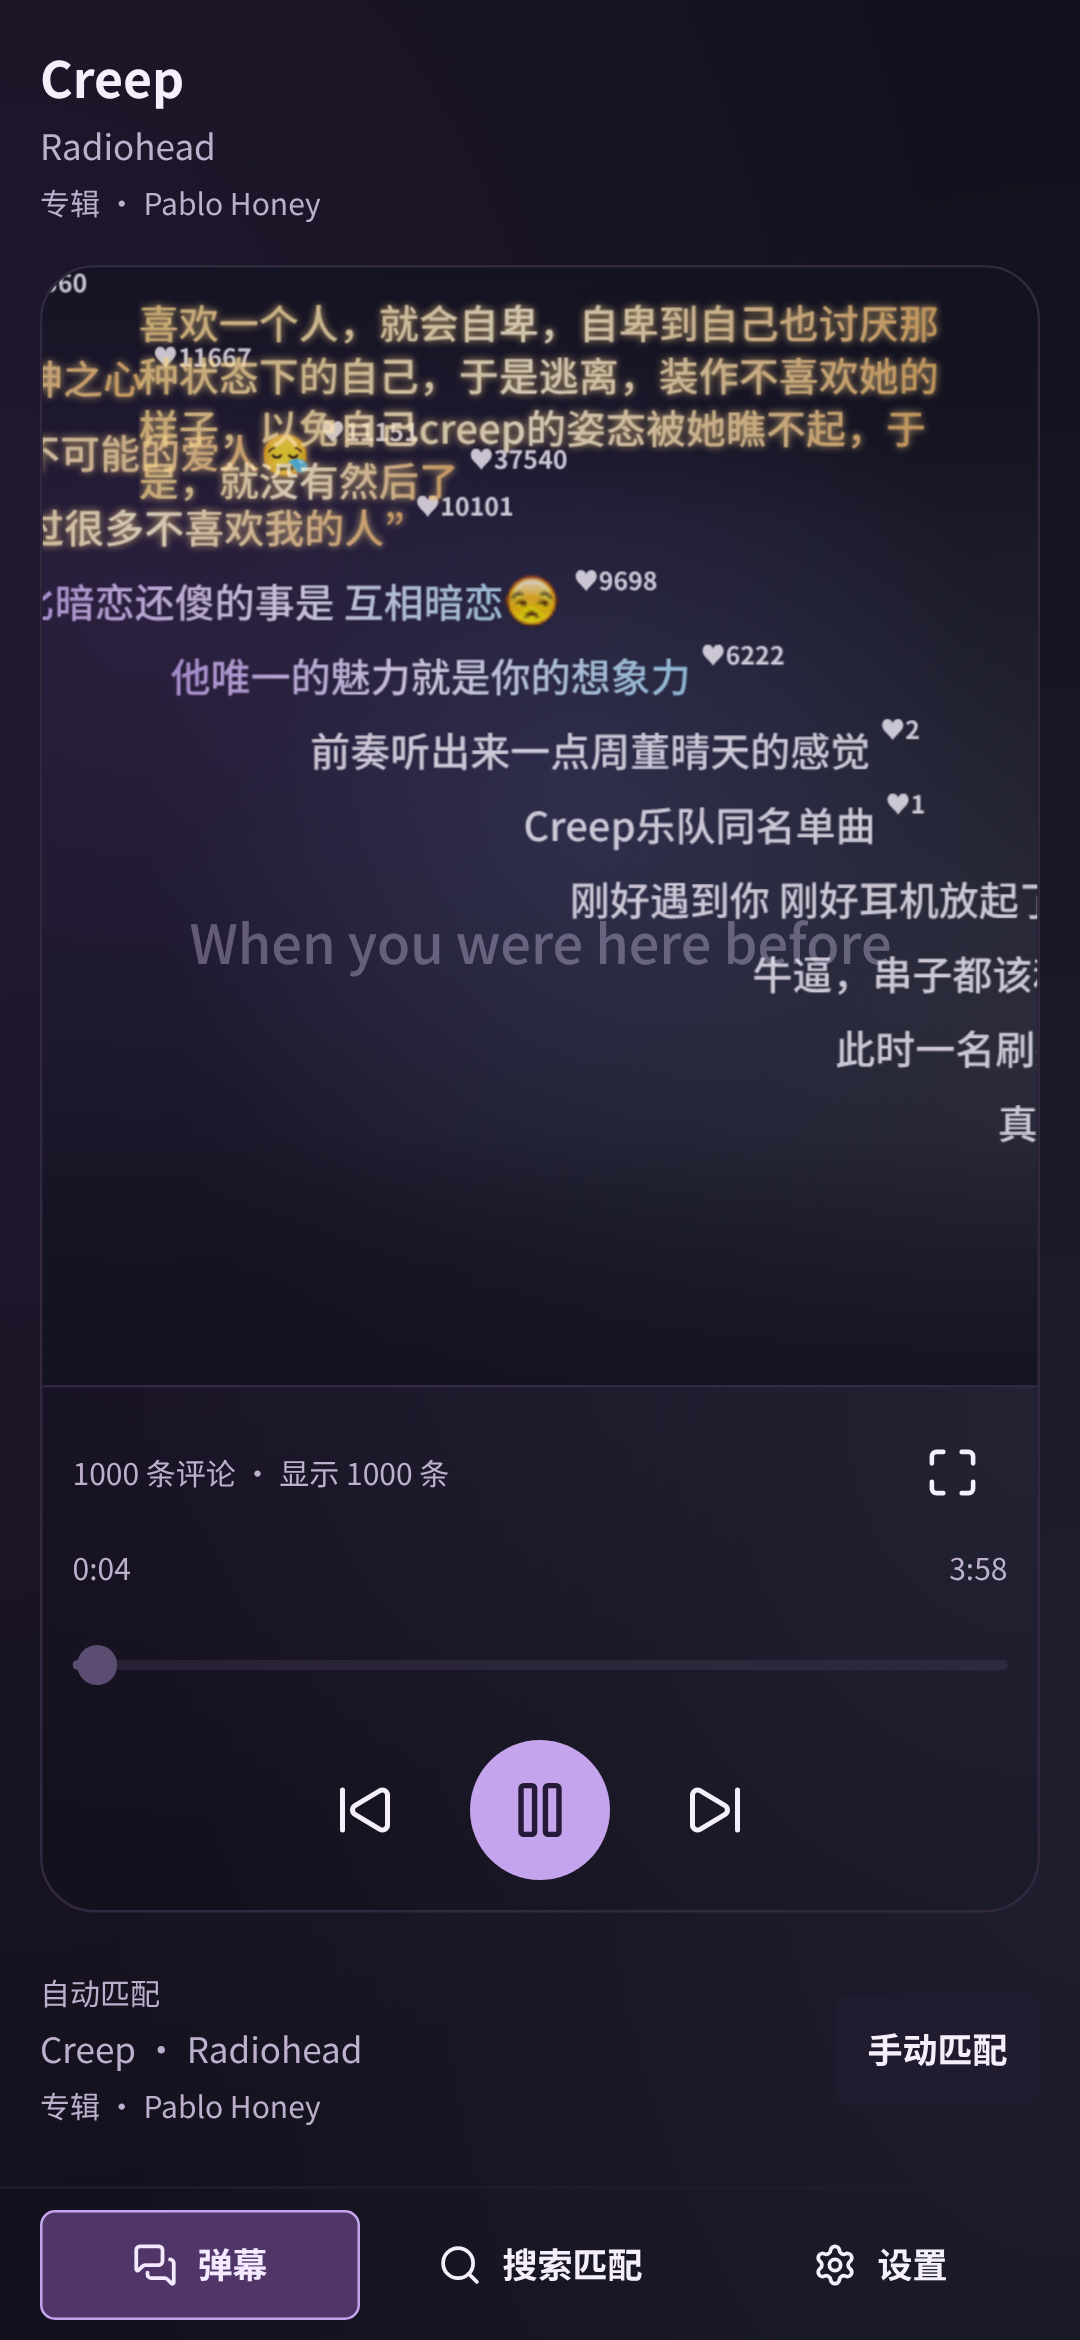 Creep
Radiohead
专辑 · Pablo Honey
60
喜欢一个人，就会自卑，自卑到自己也讨厌那
♥11667
神之心
种状态下的自己，于是逃离，装作不喜欢她的
样子，以免自己creep的姿态被她瞧不起，于
♥11151
不可能的爱人😪
是，就没有然后了
♥37540
过很多不喜欢我的人”
♥10101
比暗恋还傻的事是 互相暗恋😒
♥9698
他唯一的魅力就是你的想象力
♥6222
前奏听出来一点周董晴天的感觉
♥2
Creep乐队同名单曲
♥1
刚好遇到你 刚好耳机放起了
When you were here before
牛逼，串子都该
此时一名刷
真
1000 条评论 · 显示 1000 条
0:04
3:58
自动匹配
Creep · Radiohead
专辑 · Pablo Honey
手动匹配
弹幕
搜索匹配
设置